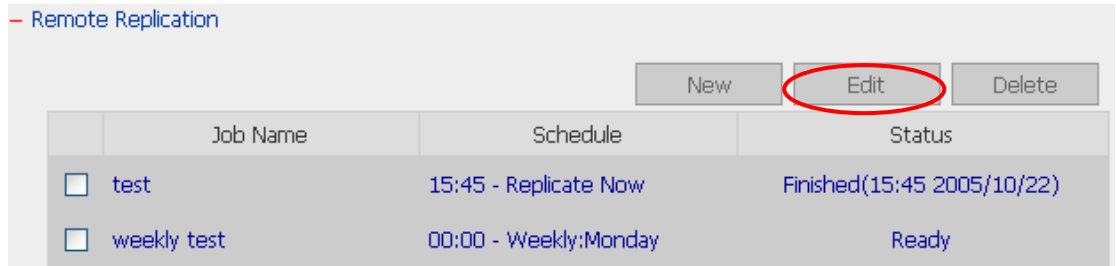 – Remote Replication
New Edit Delete
Job Name Schedule Status
test 15:45 - Replicate Now Finished(15:45 2005/10/22)
weekly test 00:00 - Weekly:Monday Ready